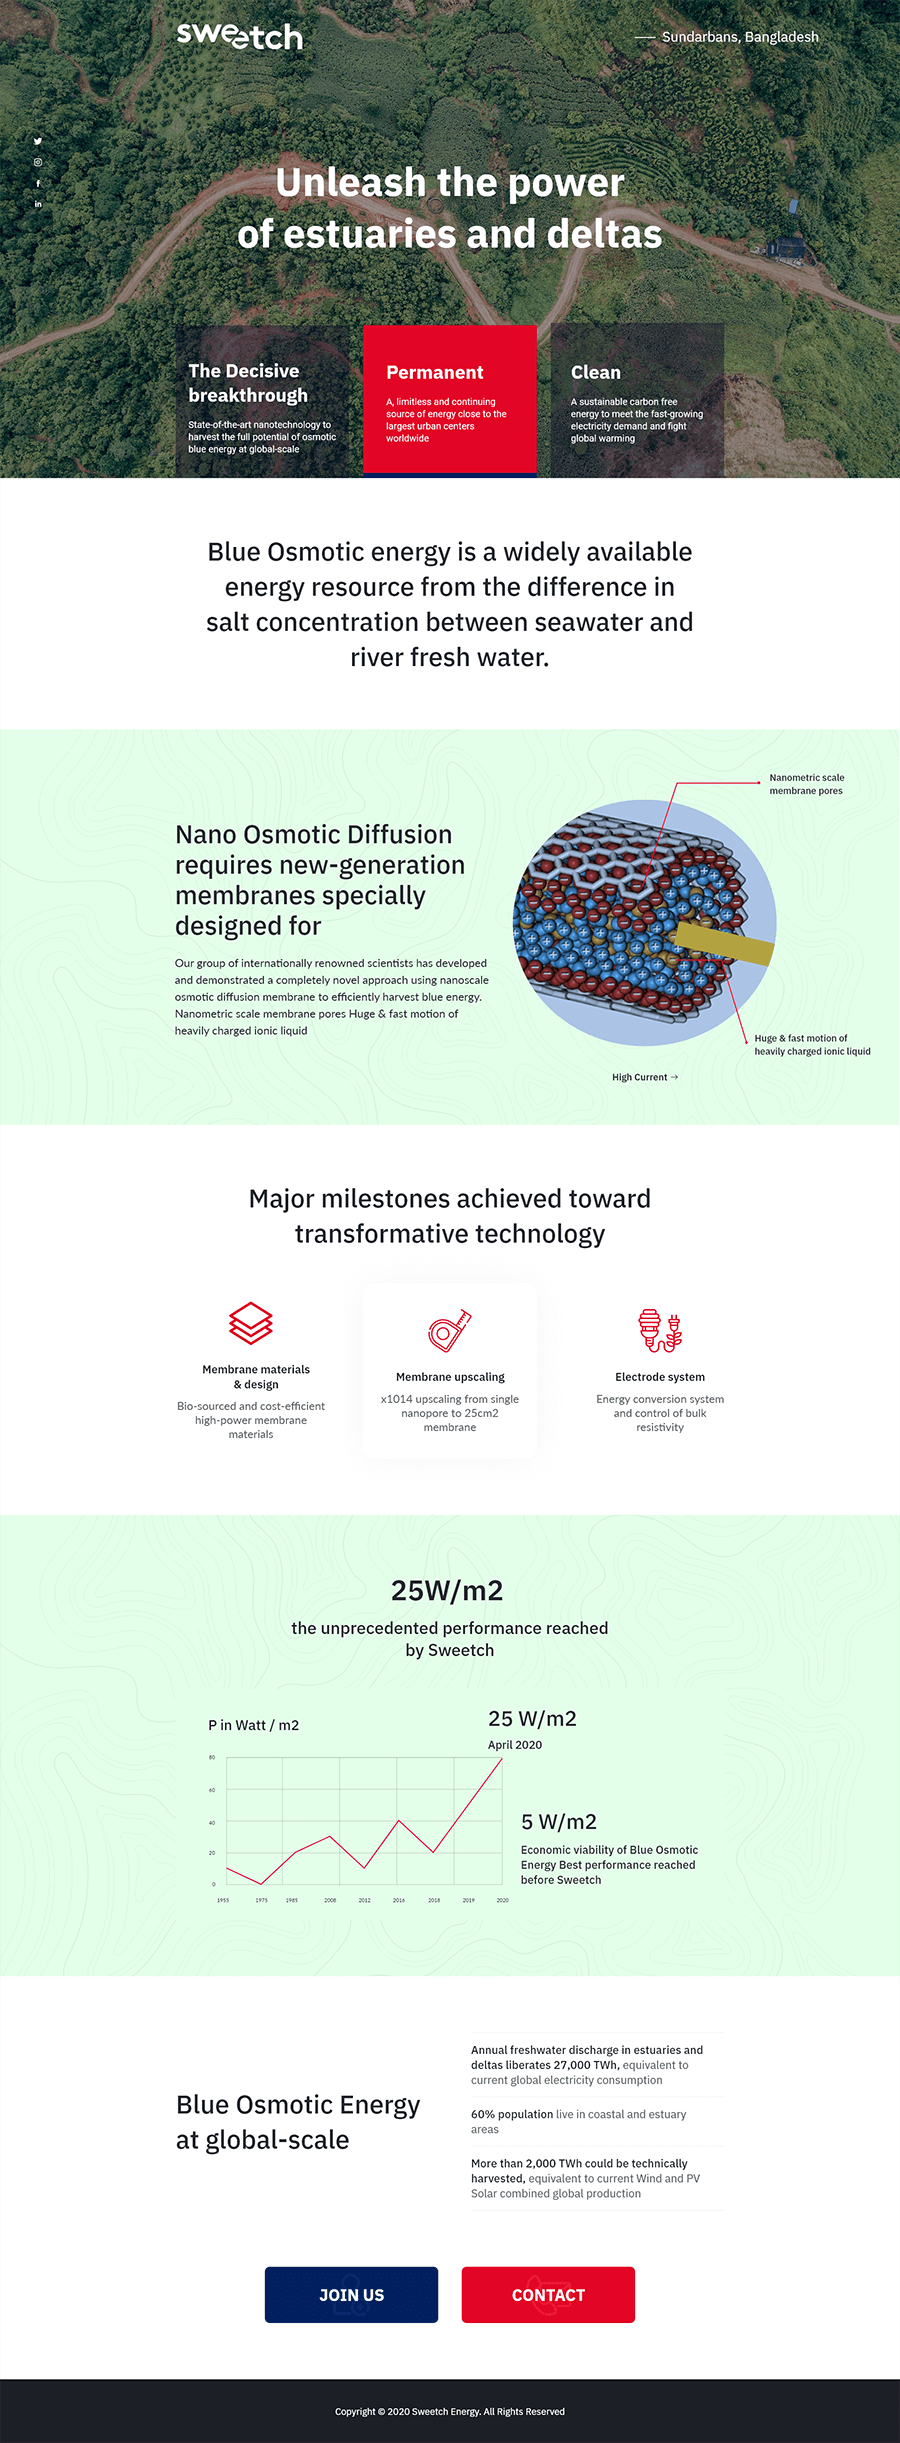 sweetch
Sundarbans, Bangladesh
Unleash the power
of estuaries and deltas
The Decisive
breakthrough
State-of-the-art nanotechnology to
harvest the full potential of osmotic
blue energy at global-scale
Permanent
A, limitless and continuing
source of energy close to the
largest urban centers
worldwide
Clean
A sustainable carbon free
energy to meet the fast-growing
electricity demand and fight
global warming
Blue Osmotic energy is a widely available
energy resource from the difference in
salt concentration between seawater and
river fresh water.
Nano Osmotic Diffusion
requires new-generation
membranes specially
designed for
Our group of internationally renowned scientists has developed
and demonstrated a completely novel approach using nanoscale
osmotic diffusion membrane to efficiently harvest blue energy.
Nanometric scale membrane pores Huge & fast motion of
heavily charged ionic liquid
Nanometric scale
membrane pores
Huge & fast motion of
heavily charged ionic liquid
High Current →
Major milestones achieved toward
transformative technology
Membrane materials
& design
Bio-sourced and cost-efficient
high-power membrane
materials
Membrane upscaling
x1014 upscaling from single
nanopore to 25cm2
membrane
Electrode system
Energy conversion system
and control of bulk
resistivity
25W/m2
the unprecedented performance reached
by Sweetch
P in Watt / m2
80
60
40
20
0
1955 1975 1985 2008 2012 2016 2018 2019 2020
25 W/m2
April 2020
5 W/m2
Economic viability of Blue Osmotic
Energy Best performance reached
before Sweetch
Blue Osmotic Energy
at global-scale
Annual freshwater discharge in estuaries and
deltas liberates 27,000 TWh, equivalent to
current global electricity consumption
60% population live in coastal and estuary
areas
More than 2,000 TWh could be technically
harvested, equivalent to current Wind and PV
Solar combined global production
JOIN US
CONTACT
Copyright © 2020 Sweetch Energy. All Rights Reserved